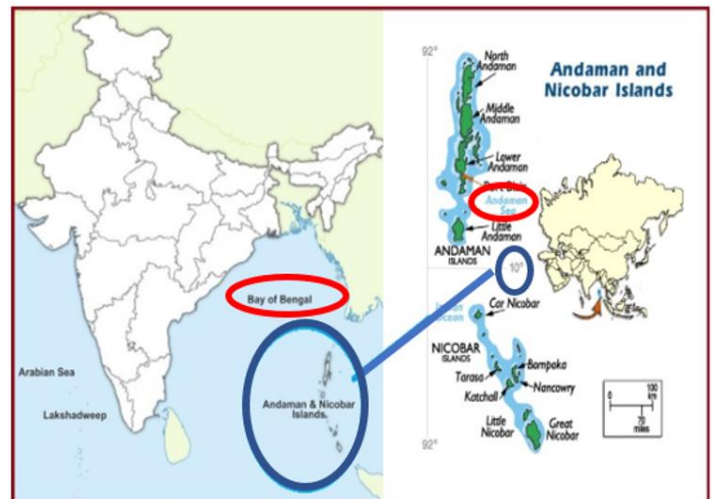 Bay of Bengal
Arabian Sea
Andaman & Nicobar
Islands
Lakshadweep
92°
North
Andaman
Andaman and
Nicobar Islands
Middle
Andaman
Lower
Andaman
Andaman
Sea
Little
Andaman
ANDAMAN
ISLANDS
10°
Ocean
Car Nicobar
NICOBAR
ISLANDS
Tarasa
Bampoka
Nancowry
Katchall
Little
Nicobar
Great
Nicobar
0
100
km
70
miles
92°